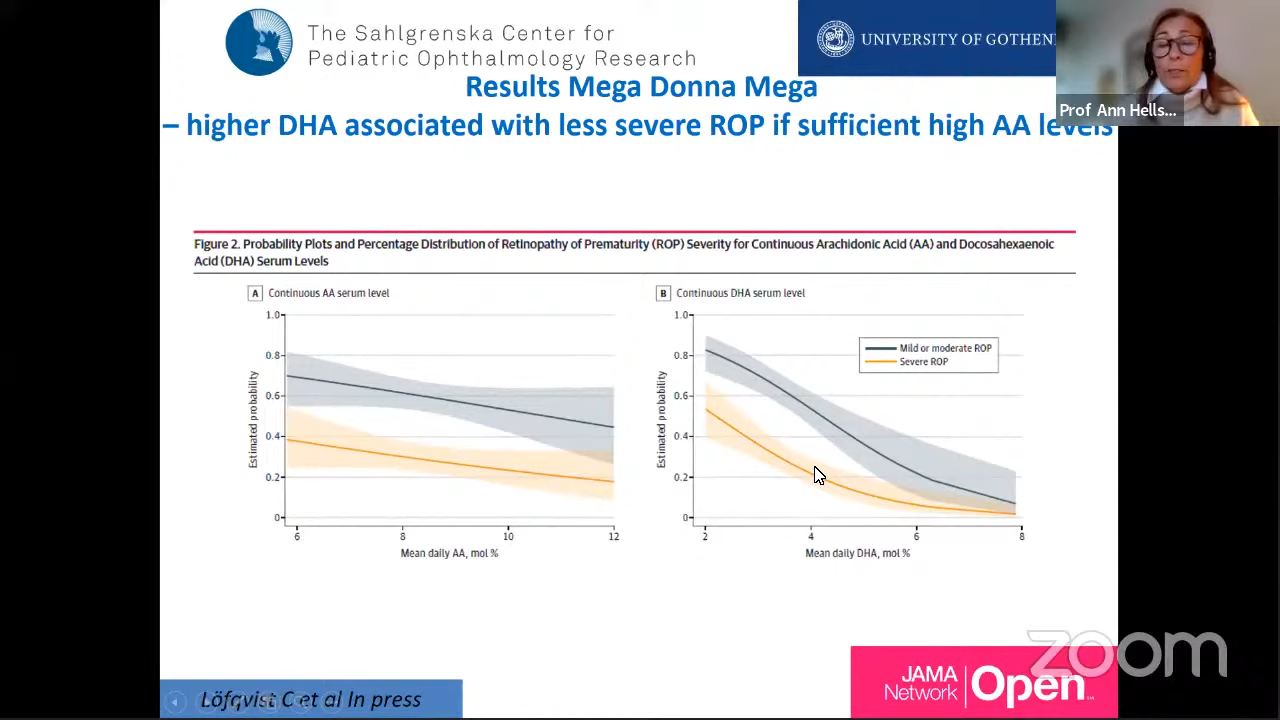 The Sahlgrenska Center for
Pediatric Ophthalmology Research
UNIVERSITY OF GOTHEN
Prof Ann Hells...
Results Mega Donna Mega
– higher DHA associated with less severe ROP if sufficient high AA levels
Figure 2. Probability Plots and Percentage Distribution of Retinopathy of Prematurity (ROP) Severity for Continuous Arachidonic Acid (AA) and Docosahexaenoic
Acid (DHA) Serum Levels
A Continuous AA serum level
1.0
0.8
0.6
0.4
0.2
0
Estimated probability
6 8 10 12
Mean daily AA, mol %
B Continuous DHA serum level
1.0
0.8
0.6
0.4
0.2
0
Estimated probability
Mild or moderate ROP
Severe ROP
2 4 6 8
Mean daily DHA, mol %
zoom
Löfqvist C et al In press
JAMA
Network
Open